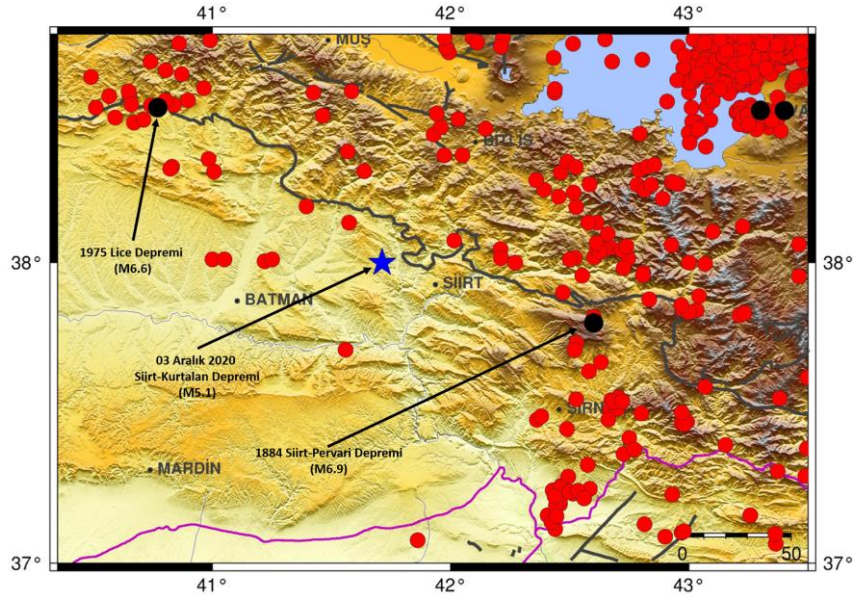 41° 42° 43°
MUŞ
BİTLİS
1975 Lice Depremi
(M6.6)
38° 38°
SİİRT
BATMAN
03 Aralık 2020
Siirt-Kurtalan Depremi
(M5.1)
1884 Siirt-Pervari Depremi
(M6.9)
MARDİN
0 50
37° 37°
41° 42° 43°